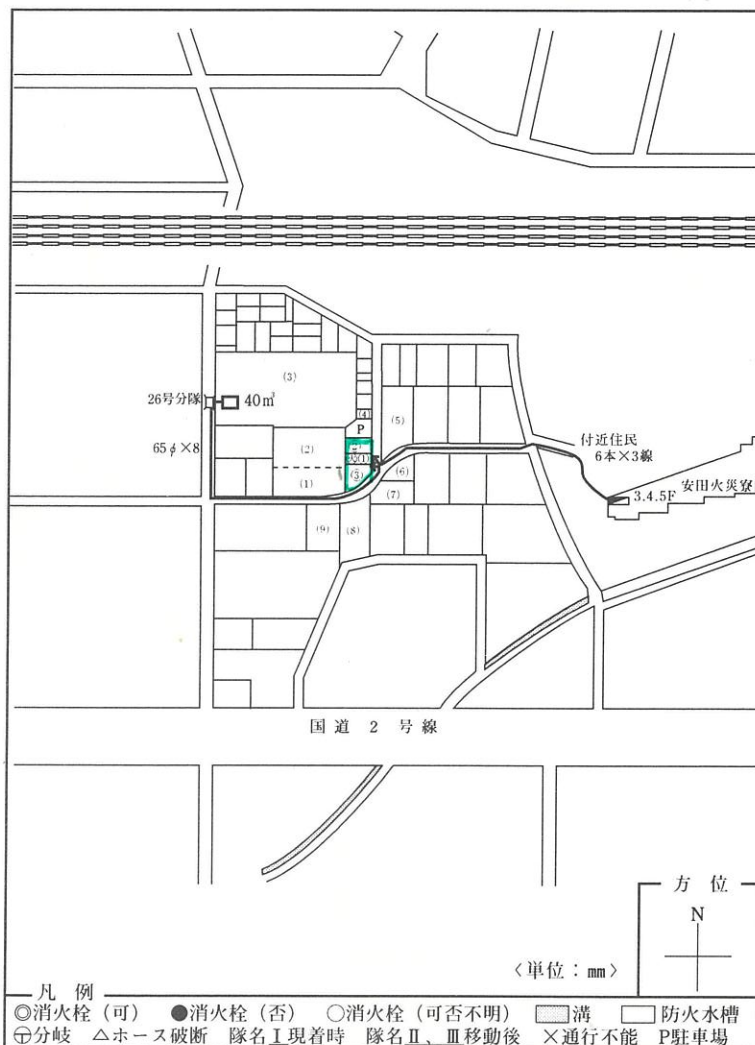 (3)
26号分隊
40㎥
(4)
P
(5)
付近住民
6本×3線
65φ×8
(2)
(1)
(6)
(7)
3.4.5F
安田火災寮
(9)
(8)
国道 2 号線
方 位
N
〈単位：㎜〉
凡 例
◎消火栓（可） ●消火栓（否） ○消火栓（可否不明） 溝 防火水槽
分岐 △ホース破断 隊名Ⅰ現着時 隊名Ⅱ、Ⅲ移動後 ×通行不能 P駐車場